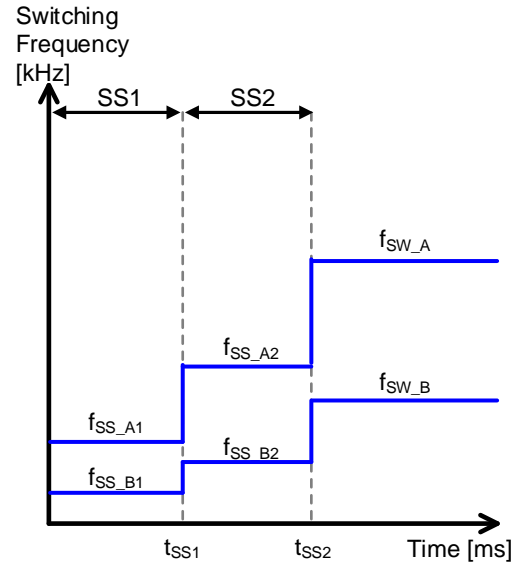 Switching
Frequency
[kHz]
SS1 SS2
fSW_A
fSS_A2
fSW_B
fSS_A1
fSS_B2
fSS_B1
tSS1 tSS2 Time [ms]